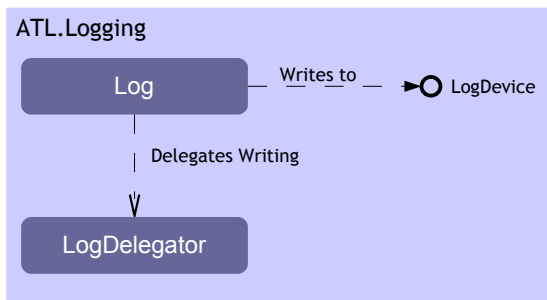 ATL.Logging
Log
Writes to
LogDevice
Delegates Writing
LogDelegator